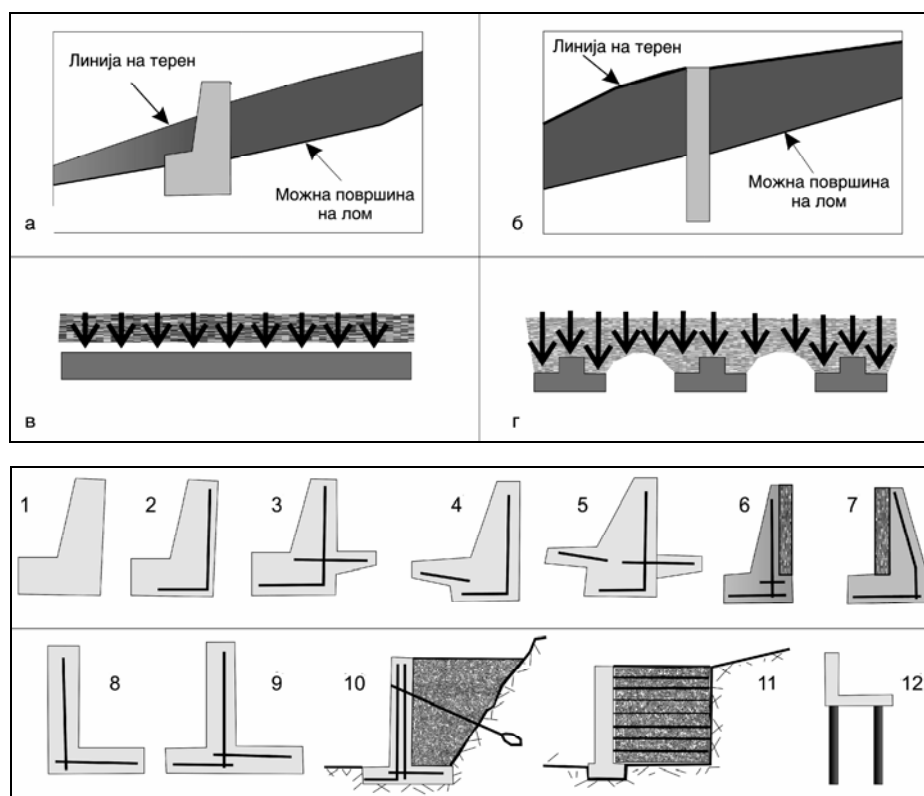 Линија на терен
Можна површина
на лом
а
Линија на терен
Можна површина
на лом
б
в
г
1
2
3
4
5
6
7
8
9
10
11
12